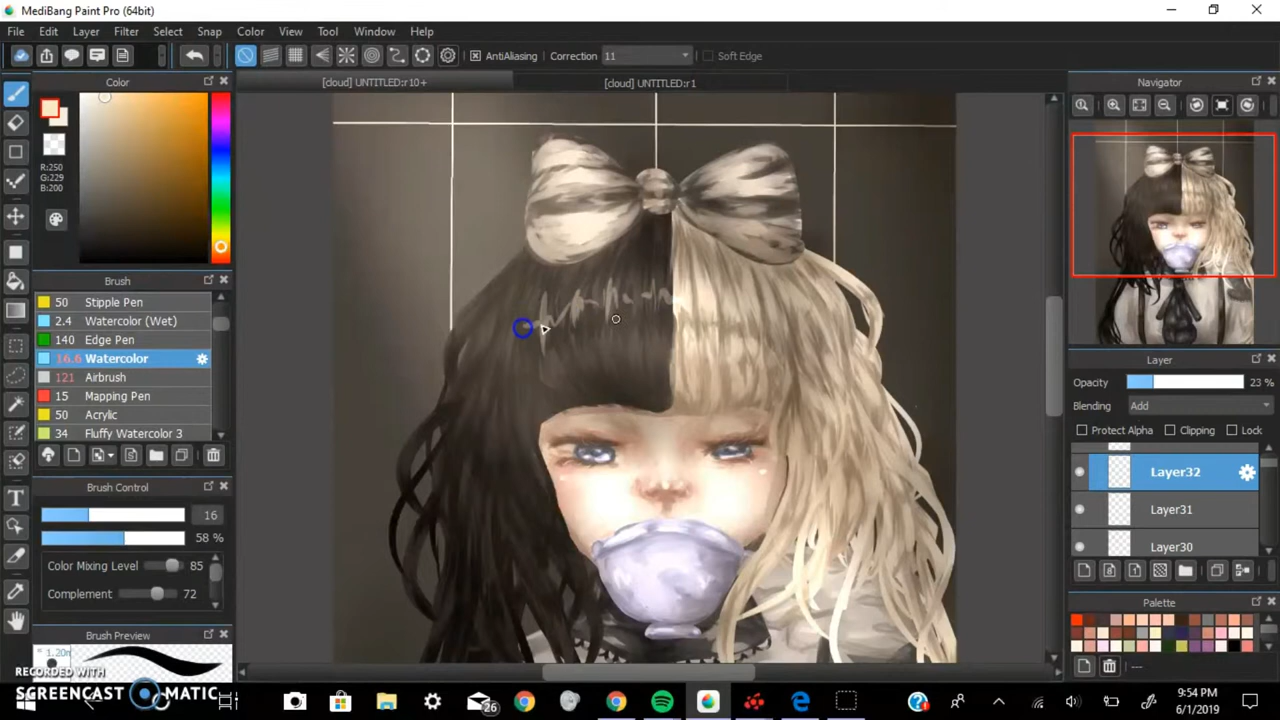 MediBang Paint Pro (64bit)
File Edit Layer Filter Select Snap Color View Tool Window Help
AntiAliasing Correction 11 Soft Edge
Color
[cloud] UNTITLED:r10+
[cloud] UNTITLED:r1
Navigator
R:250
G:229
B:200
Brush
50 Stipple Pen
2.4 Watercolor (Wet)
140 Edge Pen
16.6 Watercolor
121 Airbrush
15 Mapping Pen
50 Acrylic
34 Fluffy Watercolor 3
Layer
Opacity 23 %
Blending Add
Protect Alpha Clipping Lock
Layer32
Layer31
Layer30
Brush Control
16
58 %
Color Mixing Level 85
Complement 72
Palette
---
Brush Preview
RECORDED WITH
SCREENCAST MATIC
26
9:54 PM
6/1/2019